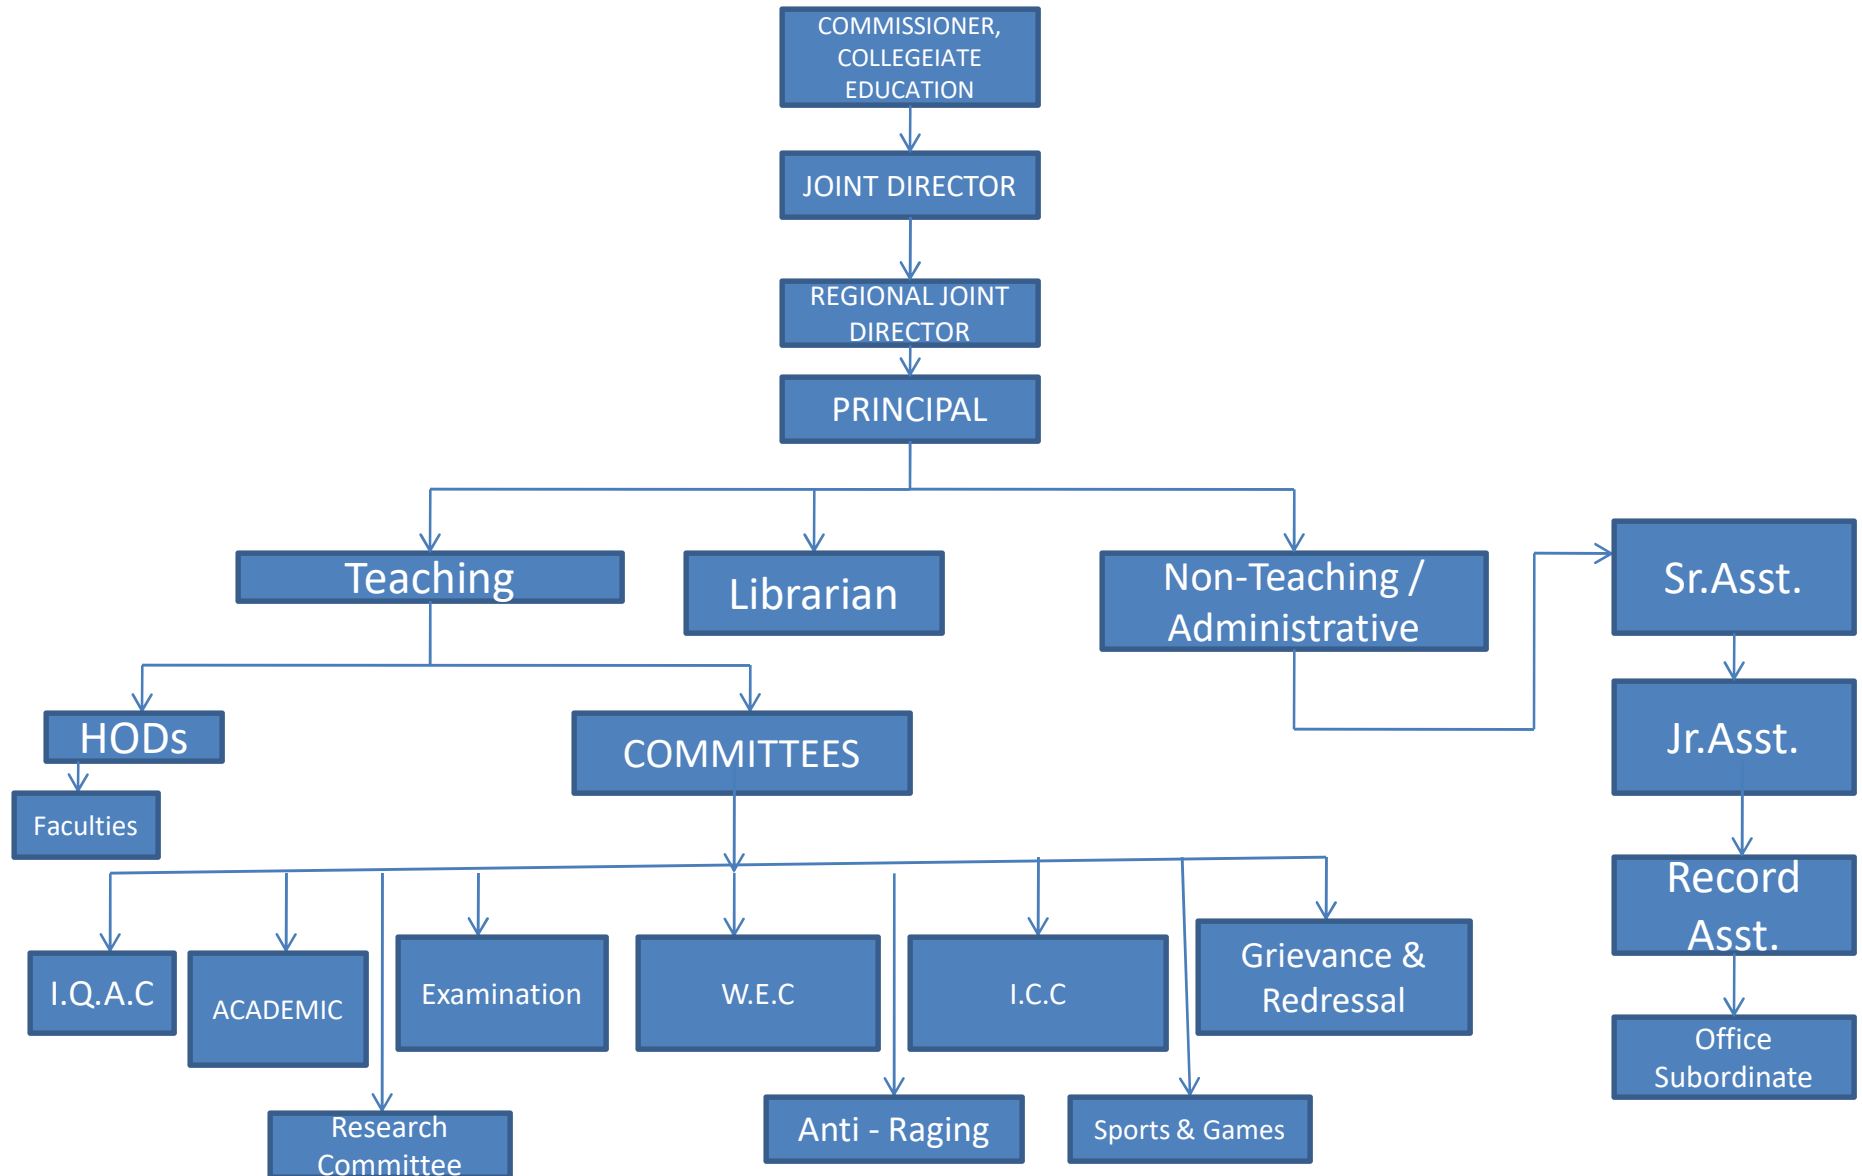 COMMISSIONER,
COLLEGEIATE
EDUCATION
JOINT DIRECTOR
REGIONAL JOINT
DIRECTOR
PRINCIPAL
Teaching
Librarian
Non-Teaching /
Administrative
Sr.Asst.
HODs
COMMITTEES
Jr.Asst.
Faculties
Record
Asst.
I.Q.A.C
ACADEMIC
Examination
W.E.C
I.C.C
Grievance &
Redressal
Office
Subordinate
Research
Committee
Anti - Raging
Sports & Games